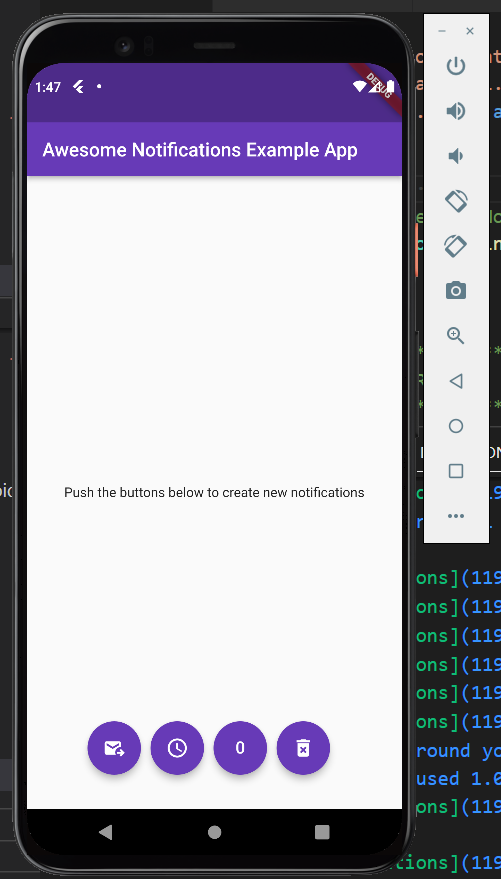 1:47
DEBUG
Awesome Notifications Example App
Push the buttons below to create new notifications
0
ons](119
ons](119
ons](119
ons](119
ons](119
ons](119
round yo
used 1.0
ons](119
tions](119